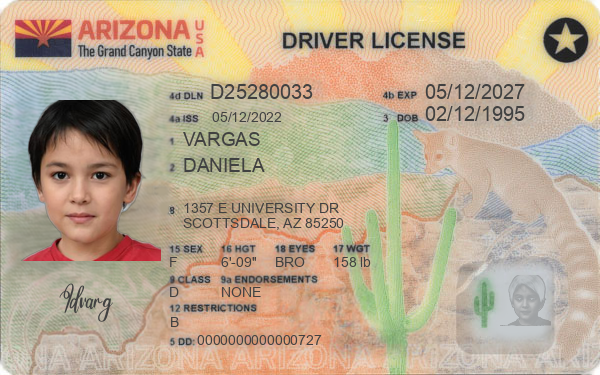 ARIZONA USA
The Grand Canyon State
DRIVER LICENSE
4d DLN D25280033
4b EXP 05/12/2027
4a ISS 05/12/2022
3 DOB 02/12/1995
1 VARGAS
2 DANIELA
8 1357 E UNIVERSITY DR
SCOTTSDALE, AZ 85250
15 SEX 16 HGT 18 EYES 17 WGT
F 6'-09" BRO 158 lb
9 CLASS 9a ENDORSEMENTS
D NONE
12 RESTRICTIONS
B
5 DD: 0000000000000727
Idvarg
ARIZONA ARIZONA ARIZONA ARIZONA